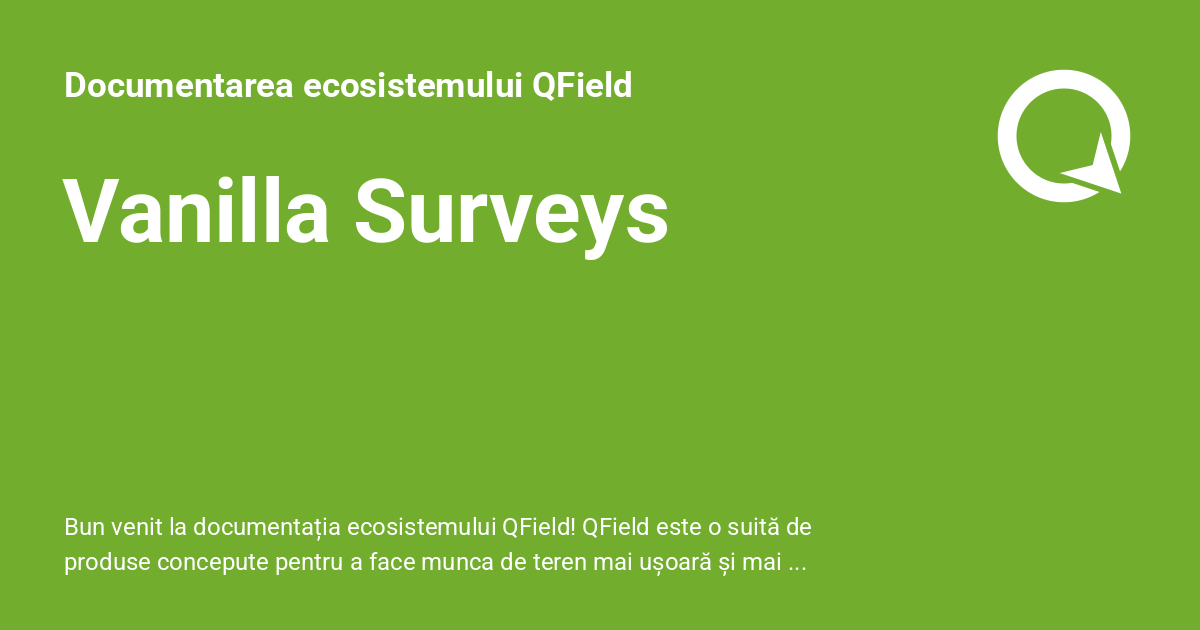 Documentarea ecosistemului QField
Vanilla Surveys
Bun venit la documentația ecosistemului QField! QField este o suită de
produse concepute pentru a face munca de teren mai ușoară și mai ...